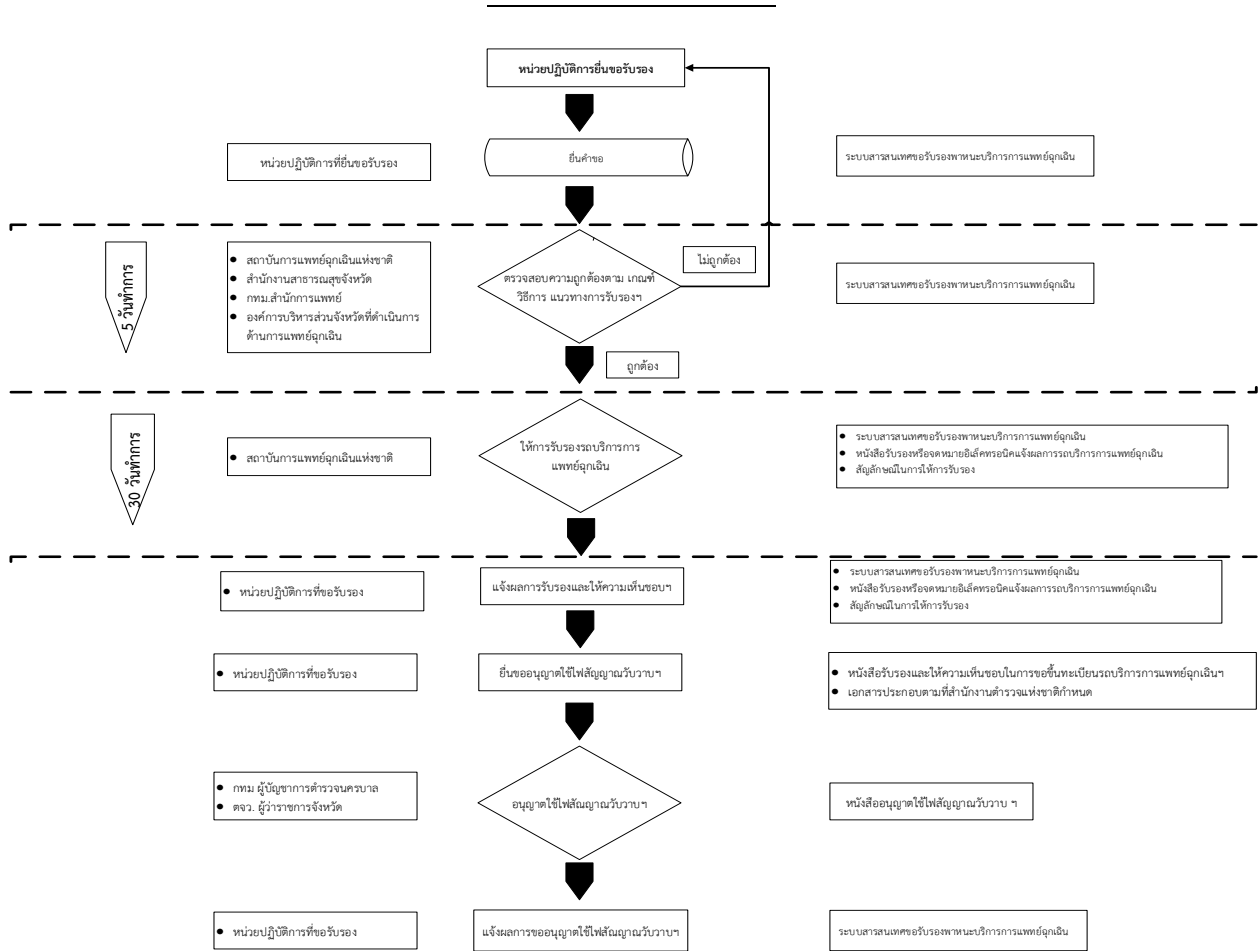 หน่วยปฏิบัติการยื่นขอรับรอง
หน่วยปฏิบัติการที่ยื่นขอรับรอง
ยื่นคำขอ
ระบบสารสนเทศขอรับรองพาหนะบริการการแพทย์ฉุกเฉิน
5 วันทำการ
● สถาบันการแพทย์ฉุกเฉินแห่งชาติ
● สำนักงานสาธารณสุขจังหวัด
● กทม.สำนักการแพทย์
● องค์การบริหารส่วนจังหวัดที่ดำเนินการ
ด้านการแพทย์ฉุกเฉิน
ตรวจสอบความถูกต้องตาม เกณฑ์
วิธีการ แนวทางการรับรองฯ
ไม่ถูกต้อง
ระบบสารสนเทศขอรับรองพาหนะบริการการแพทย์ฉุกเฉิน
ถูกต้อง
30 วันทำการ
● สถาบันการแพทย์ฉุกเฉินแห่งชาติ
ให้การรับรองรถบริการการ
แพทย์ฉุกเฉิน
● ระบบสารสนเทศขอรับรองพาหนะบริการการแพทย์ฉุกเฉิน
● หนังสือรับรองหรือจดหมายอิเล็คทรอนิคแจ้งผลการรถบริการการแพทย์ฉุกเฉิน
● สัญลักษณ์ในการให้การรับรอง
● หน่วยปฏิบัติการที่ขอรับรอง
แจ้งผลการรับรองและให้ความเห็นชอบฯ
● ระบบสารสนเทศขอรับรองพาหนะบริการการแพทย์ฉุกเฉิน
● หนังสือรับรองหรือจดหมายอิเล็คทรอนิคแจ้งผลการรถบริการการแพทย์ฉุกเฉิน
● สัญลักษณ์ในการให้การรับรอง
● หน่วยปฏิบัติการที่ขอรับรอง
ยื่นขออนุญาตใช้ไฟสัญญาณวับวาบฯ
● หนังสือรับรองและให้ความเห็นชอบในการขอขึ้นทะเบียนรถบริการการแพทย์ฉุกเฉินฯ
● เอกสารประกอบตามที่สำนักงานตำรวจแห่งชาติกำหนด
● กทม ผู้บัญชาการตำรวจนครบาล
● ตจว. ผู้ว่าราชการจังหวัด
อนุญาตใช้ไฟสัณญาณวับวาบฯ
หนังสืออนุญาตใช้ไฟสัญญาณวับวาบ ฯ
● หน่วยปฏิบัติการที่ขอรับรอง
แจ้งผลการขออนุญาตใช้ไฟสัญญาณวับวาบฯ
ระบบสารสนเทศขอรับรองพาหนะบริการการแพทย์ฉุกเฉิน